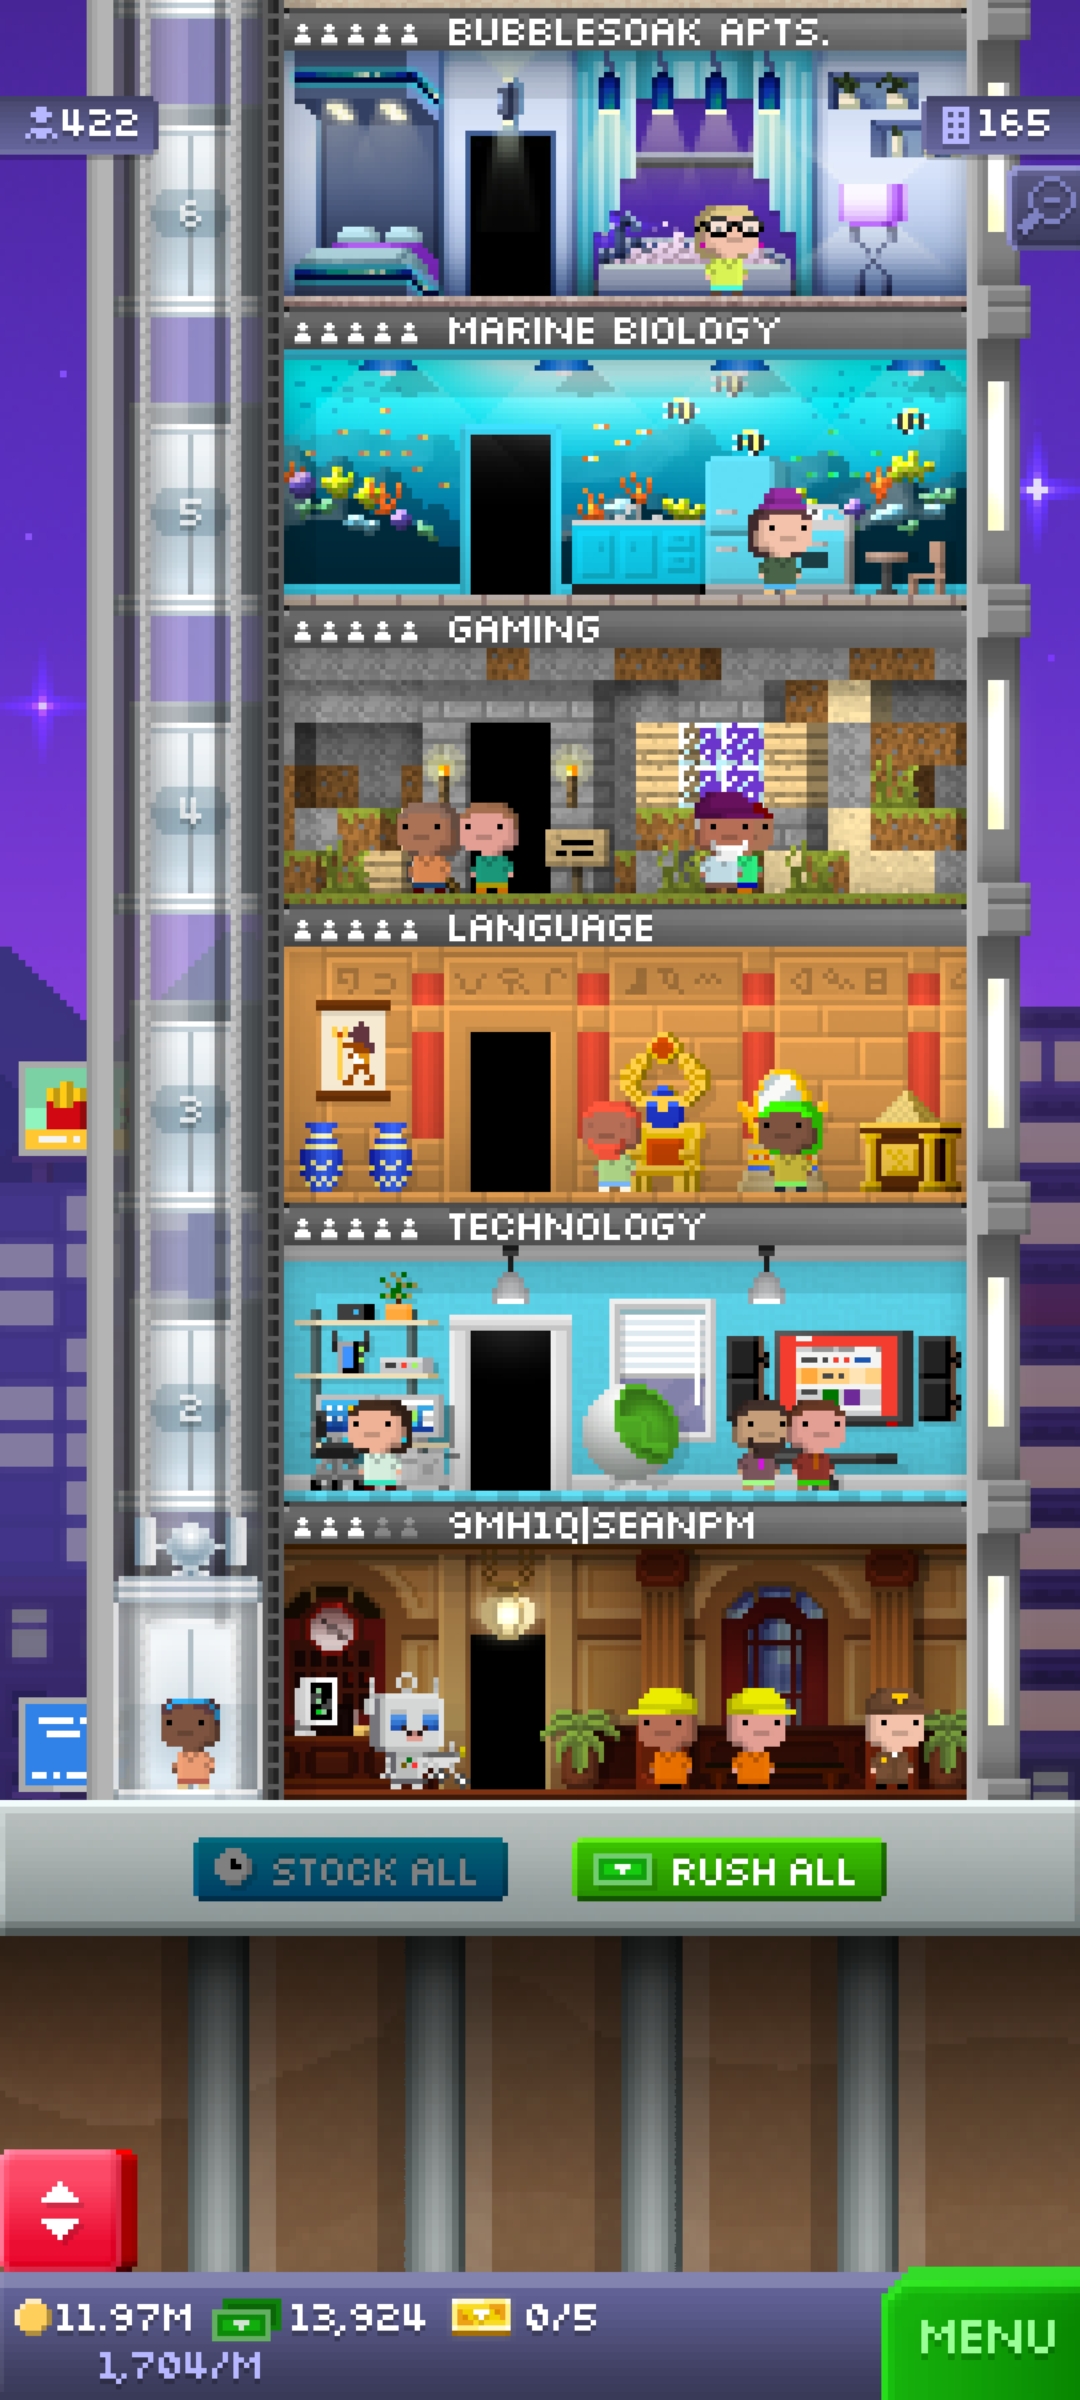 BUBBLESOAK APTS.
422
165
6
MARINE BIOLOGY
5
GAMING
4
LANGUAGE
3
TECHNOLOGY
2
9MH1Q|SEANPM
STOCK ALL
RUSH ALL
11.97M
13,924
0/5
1,704/M
MENU